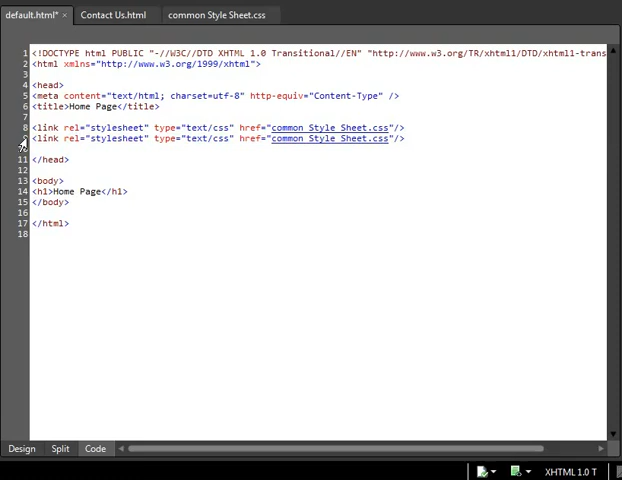 default.html* × Contact Us.html common Style Sheet.css
1 <!DOCTYPE html PUBLIC "-//W3C//DTD XHTML 1.0 Transitional//EN" "http://www.w3.org/TR/xhtml1/DTD/xhtml1-trans
2 <html xmlns="http://www.w3.org/1999/xhtml">
3
4 <head>
5 <meta content="text/html; charset=utf-8" http-equiv="Content-Type" />
6 <title>Home Page</title>
7
8 <link rel="stylesheet" type="text/css" href="common Style Sheet.css"/>
9 <link rel="stylesheet" type="text/css" href="common Style Sheet.css"/>
10
11 </head>
12
13 <body>
14 <h1>Home Page</h1>
15 </body>
16
17 </html>
18
Design Split Code
XHTML 1.0 T